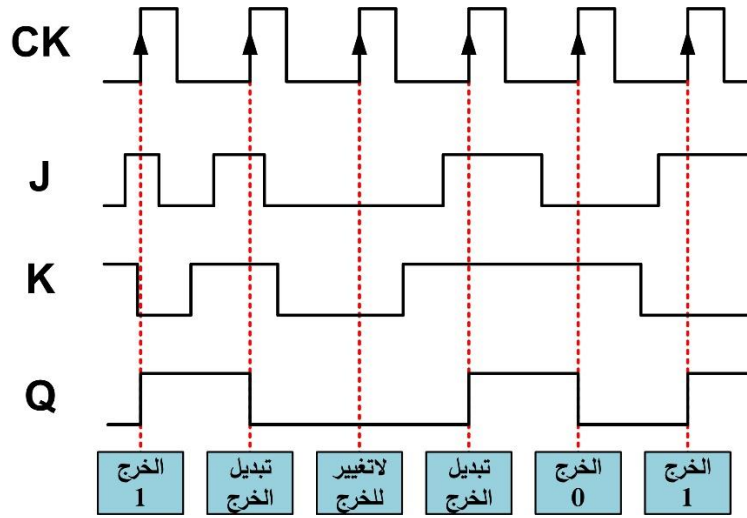 CK
J
K
Q
الخرج
1
تبديل
الخرج
لاتغيير
للخرج
تبديل
الخرج
الخرج
0
الخرج
1